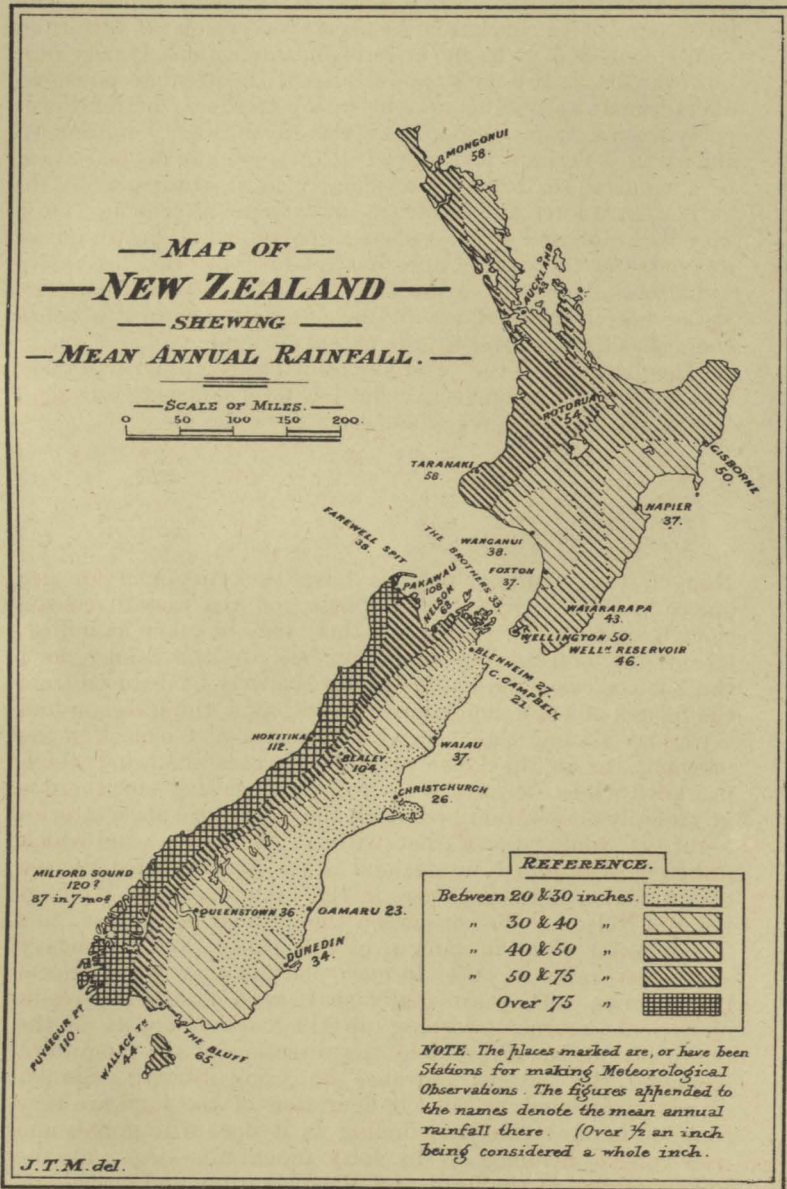 — MAP OF —
— NEW ZEALAND —
— SHEWING —
— MEAN ANNUAL RAINFALL. —
— SCALE OF MILES. —
0 50 100 150 200.
MONGONUI
58.
AUCKLAND
43
ROTORUA
54
TARANAKI
58.
GISBORNE
50.
NAPIER
37.
WANGANUI
38.
FOXTON
37.
WAIARARAPA
43.
WELLINGTON 50.
WELLN RESERVOIR
46.
FAREWELL SPIT
38.
THE BROTHERS 33.
PAKAWAU
108
NELSON
68.
BLENHEIM 27.
C. CAMPBELL
21.
HOKITIKA
112.
BEALEY
104
WAIAU
37.
CHRISTCHURCH
26.
MILFORD SOUND
120?
87 in 7 mos
QUEENSTOWN 36
OAMARU 23.
DUNEDIN
34.
PUYSEGUR PT
110.
WALLACE TN
44.
THE BLUFF
65.
REFERENCE.
Between 20 & 30 inches.
" 30 & 40 "
" 40 & 50 "
" 50 & 75 "
Over 75 "
NOTE. The places marked are, or have been
Stations for making Meteorological
Observations. The figures appended to
the names denote the mean annual
rainfall there. (Over ½ an inch
being considered a whole inch.
J.T.M. del.